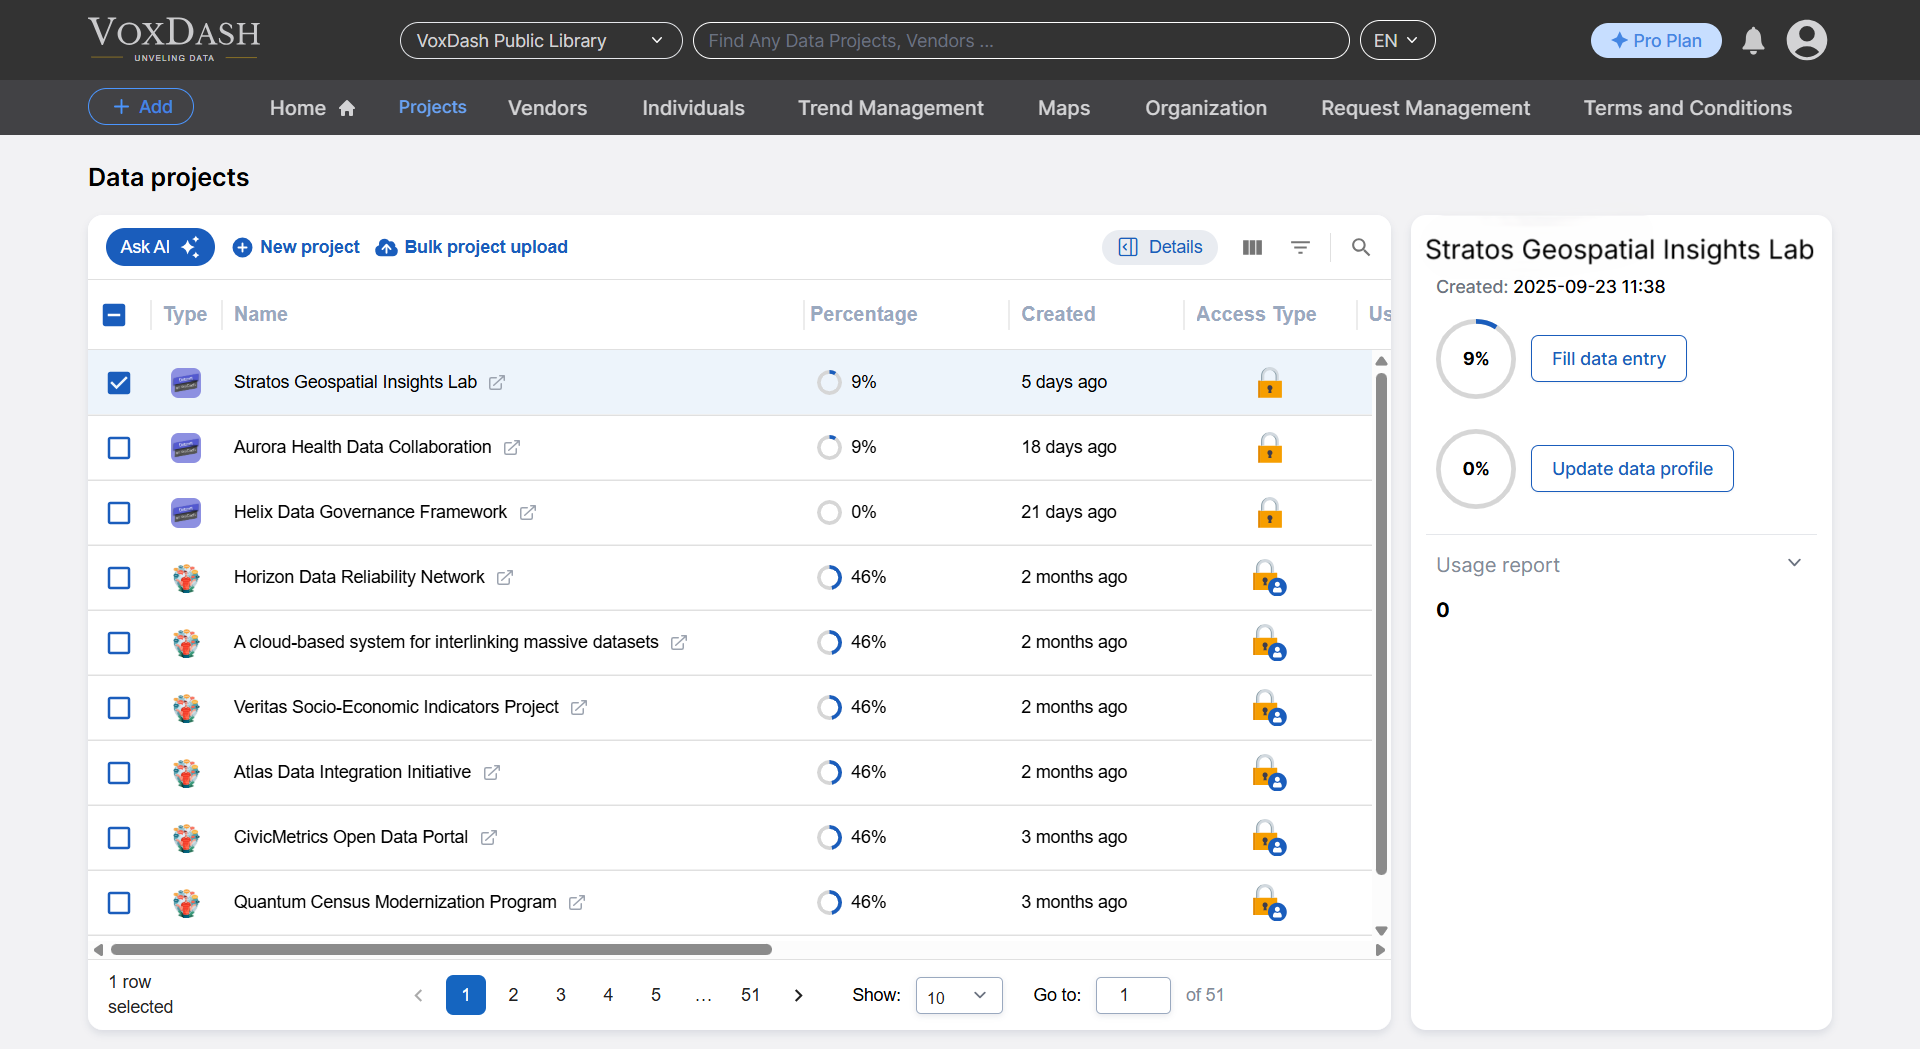 VOXDASH
UNVELING DATA
VoxDash Public Library
Find Any Data Projects, Vendors ...
EN
Pro Plan
Add
Home
Projects
Vendors
Individuals
Trend Management
Maps
Organization
Request Management
Terms and Conditions
Data projects
Ask AI
New project
Bulk project upload
Details
Type
Name
Percentage
Created
Access Type
Us
Stratos Geospatial Insights Lab
9%
5 days ago
Aurora Health Data Collaboration
9%
18 days ago
Helix Data Governance Framework
0%
21 days ago
Horizon Data Reliability Network
46%
2 months ago
A cloud-based system for interlinking massive datasets
46%
2 months ago
Veritas Socio-Economic Indicators Project
46%
2 months ago
Atlas Data Integration Initiative
46%
2 months ago
CivicMetrics Open Data Portal
46%
3 months ago
Quantum Census Modernization Program
46%
3 months ago
1 row
selected
1
2
3
4
5
...
51
Show:
10
Go to:
1
of 51
Stratos Geospatial Insights Lab
Created: 2025-09-23 11:38
9%
Fill data entry
0%
Update data profile
Usage report
0